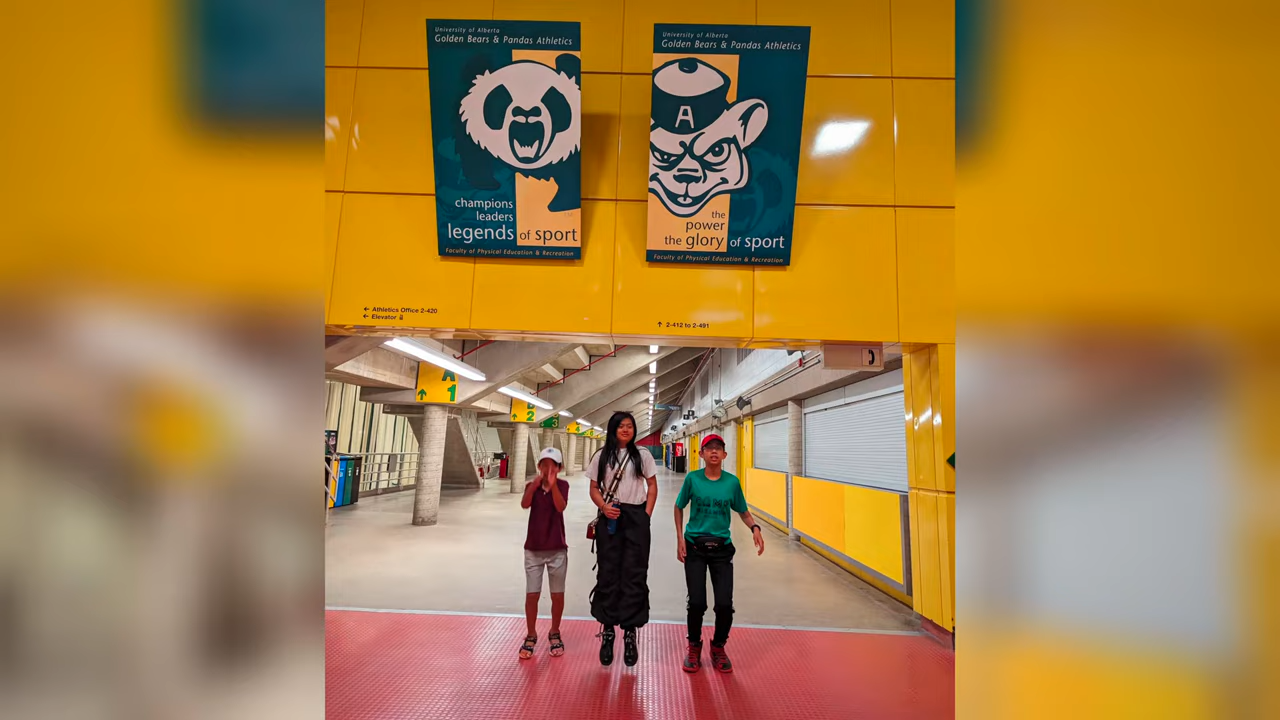 University of Alberta
Golden Bears & Pandas Athletics
champions
leaders
legends of sport
Faculty of Physical Education & Recreation
University of Alberta
Golden Bears & Pandas Athletics
A
the
power
the glory of sport
Faculty of Physical Education & Recreation
← Athletics Office 2-420
← Elevator
↑ 2-412 to 2-491
A
↑ 1
B
↑ 2
3